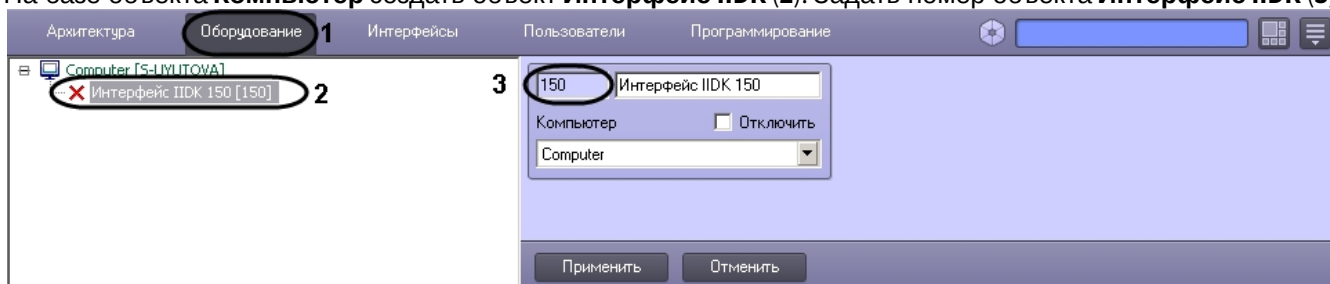 На базе объекта Компьютер создать объект Интерфейс IIDK (2). Задать номер объекта Интерфейс IIDK (3
Архитектура Оборудование 1 Интерфейсы Пользователи Программирование
Computer [S-LIYLITOVA]
Интерфейс IIDK 150 [150] 2
3 150 Интерфейс IIDK 150
Компьютер Отключить
Computer
Применить Отменить